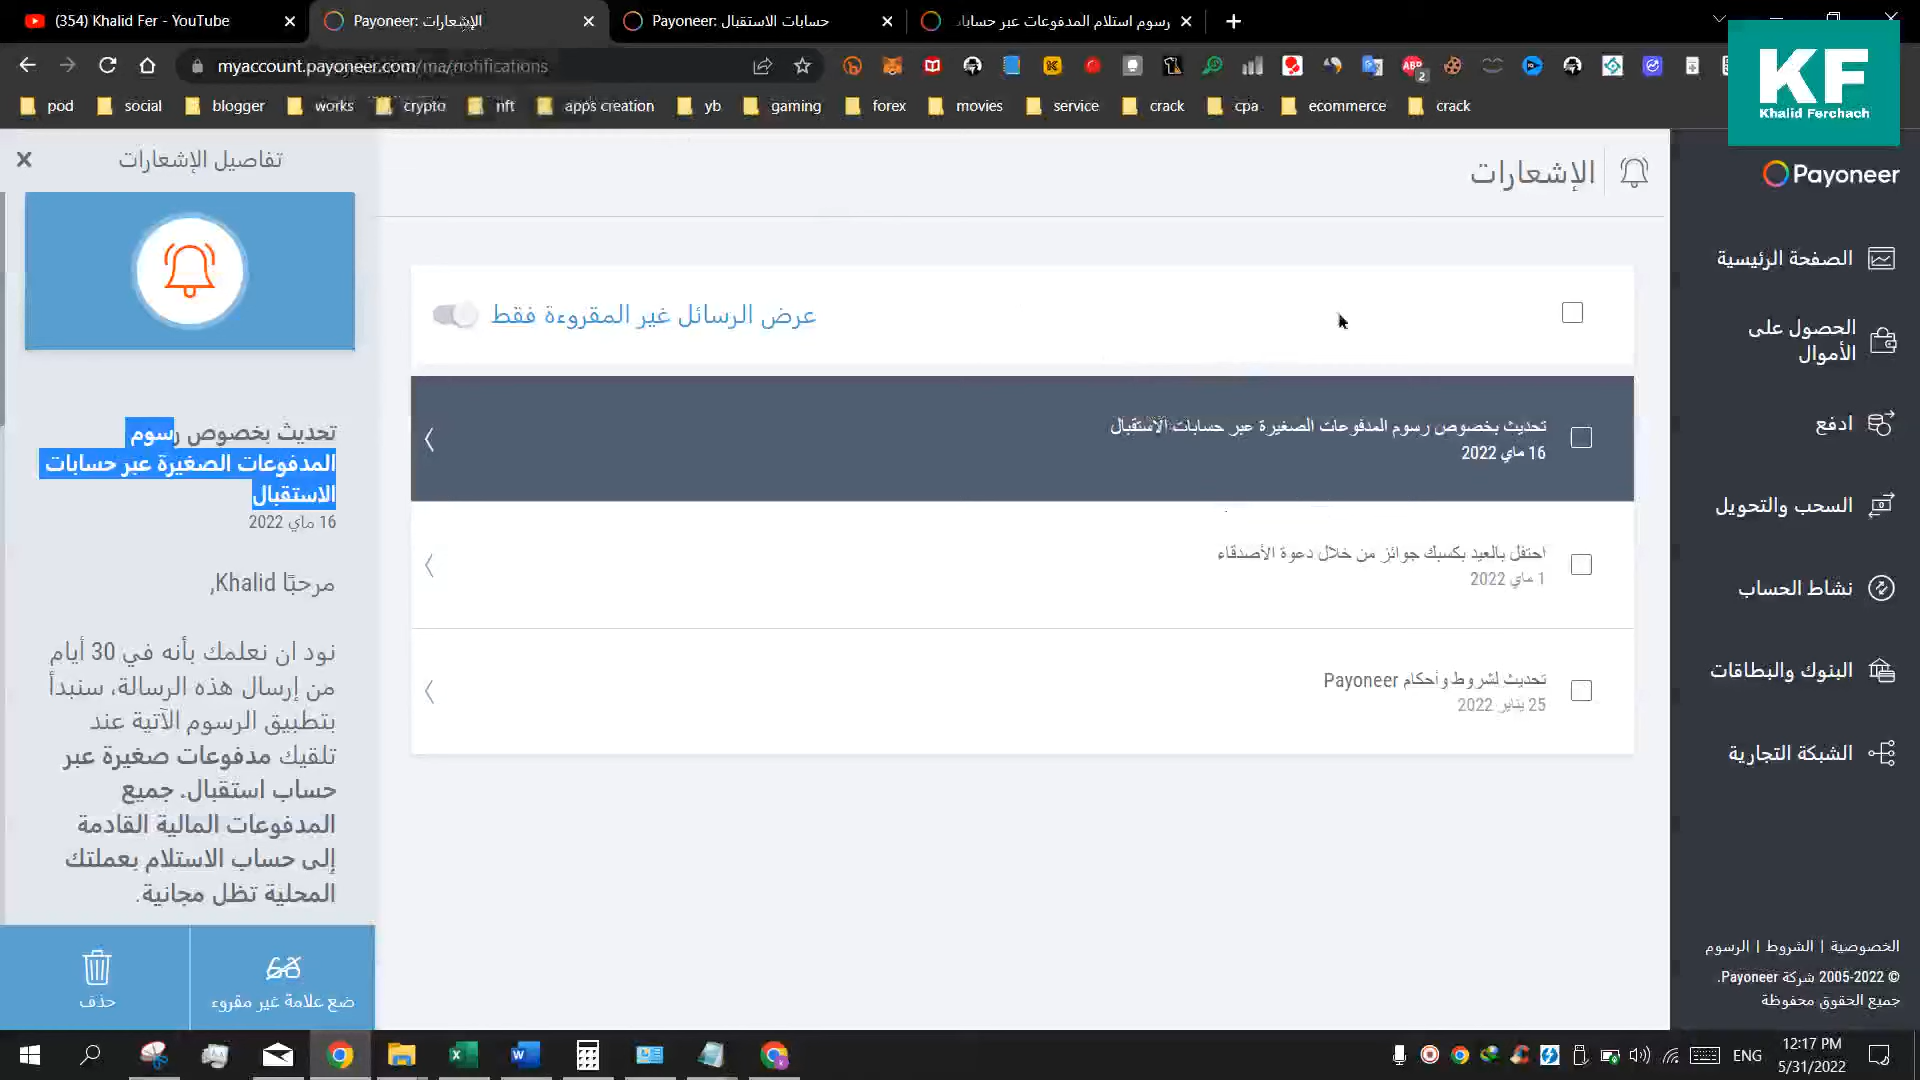 (354) Khalid Fer - YouTube
Payoneer: الإشعارات
Payoneer: حسابات الاستقبال
رسوم استلام المدفوعات عبر حسابات
myaccount.payoneer.com/ma/notifications
pod
social
blogger
works
crypto
nft
apps creation
yb
gaming
forex
movies
service
crack
cpa
ecommerce
crack
KF
Khalid Ferchach
Payoneer
الصفحة الرئيسية
الحصول على
الأموال
ادفع
السحب والتحويل
نشاط الحساب
البنوك والبطاقات
الشبكة التجارية
الخصوصية | الشروط | الرسوم
© 2005-2022 شركة Payoneer.
جميع الحقوق محفوظة
الإشعارات
عرض الرسائل غير المقروءة فقط
تحديث بخصوص رسوم المدفوعات الصغيرة عبر حسابات الاستقبال
16 ماي 2022
احتفل بالعيد بكسبك جوائز من خلال دعوة الأصدقاء
1 ماي 2022
تحديث لشروط وأحكام Payoneer
25 يناير 2022
تفاصيل الإشعارات
تحديث بخصوص رسوم
المدفوعات الصغيرة عبر حسابات
الاستقبال
16 ماي 2022
مرحبًا Khalid,
نود ان نعلمك بأنه في 30 أيام
من إرسال هذه الرسالة، سنبدأ
بتطبيق الرسوم الآتية عند
تلقيك مدفوعات صغيرة عبر
حساب استقبال. جميع
المدفوعات المالية القادمة
إلى حساب الاستلام بعملتك
المحلية تظل مجانية.
ضع علامة غير مقروء
حذف
ENG
12:17 PM
5/31/2022